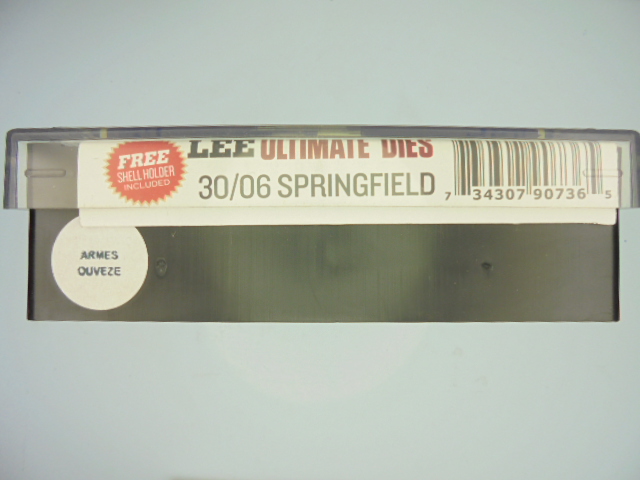 FREE
SHELL HOLDER
INCLUDED
LEE ULTIMATE DIES
30/06 SPRINGFIELD
7 34307 90736 5
ARMES
OUVEZE